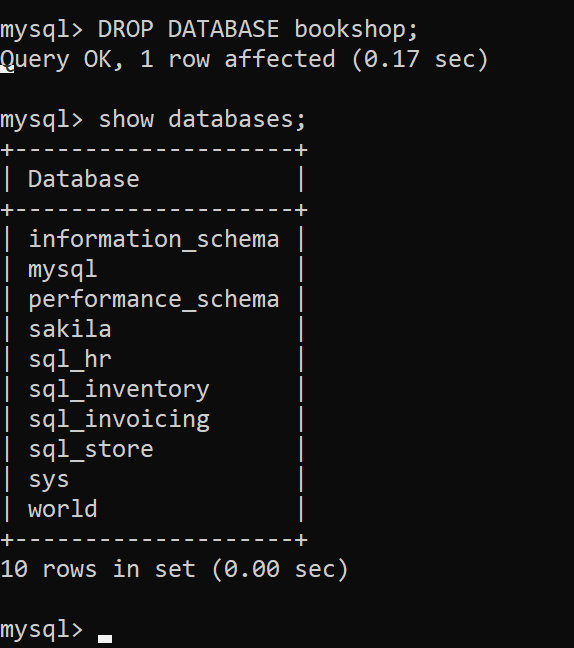 mysql> DROP DATABASE bookshop;
Query OK, 1 row affected (0.17 sec)

mysql> show databases;
+--------------------+
| Database           |
+--------------------+
| information_schema |
| mysql              |
| performance_schema |
| sakila             |
| sql_hr             |
| sql_inventory      |
| sql_invoicing      |
| sql_store          |
| sys                |
| world              |
+--------------------+
10 rows in set (0.00 sec)

mysql>